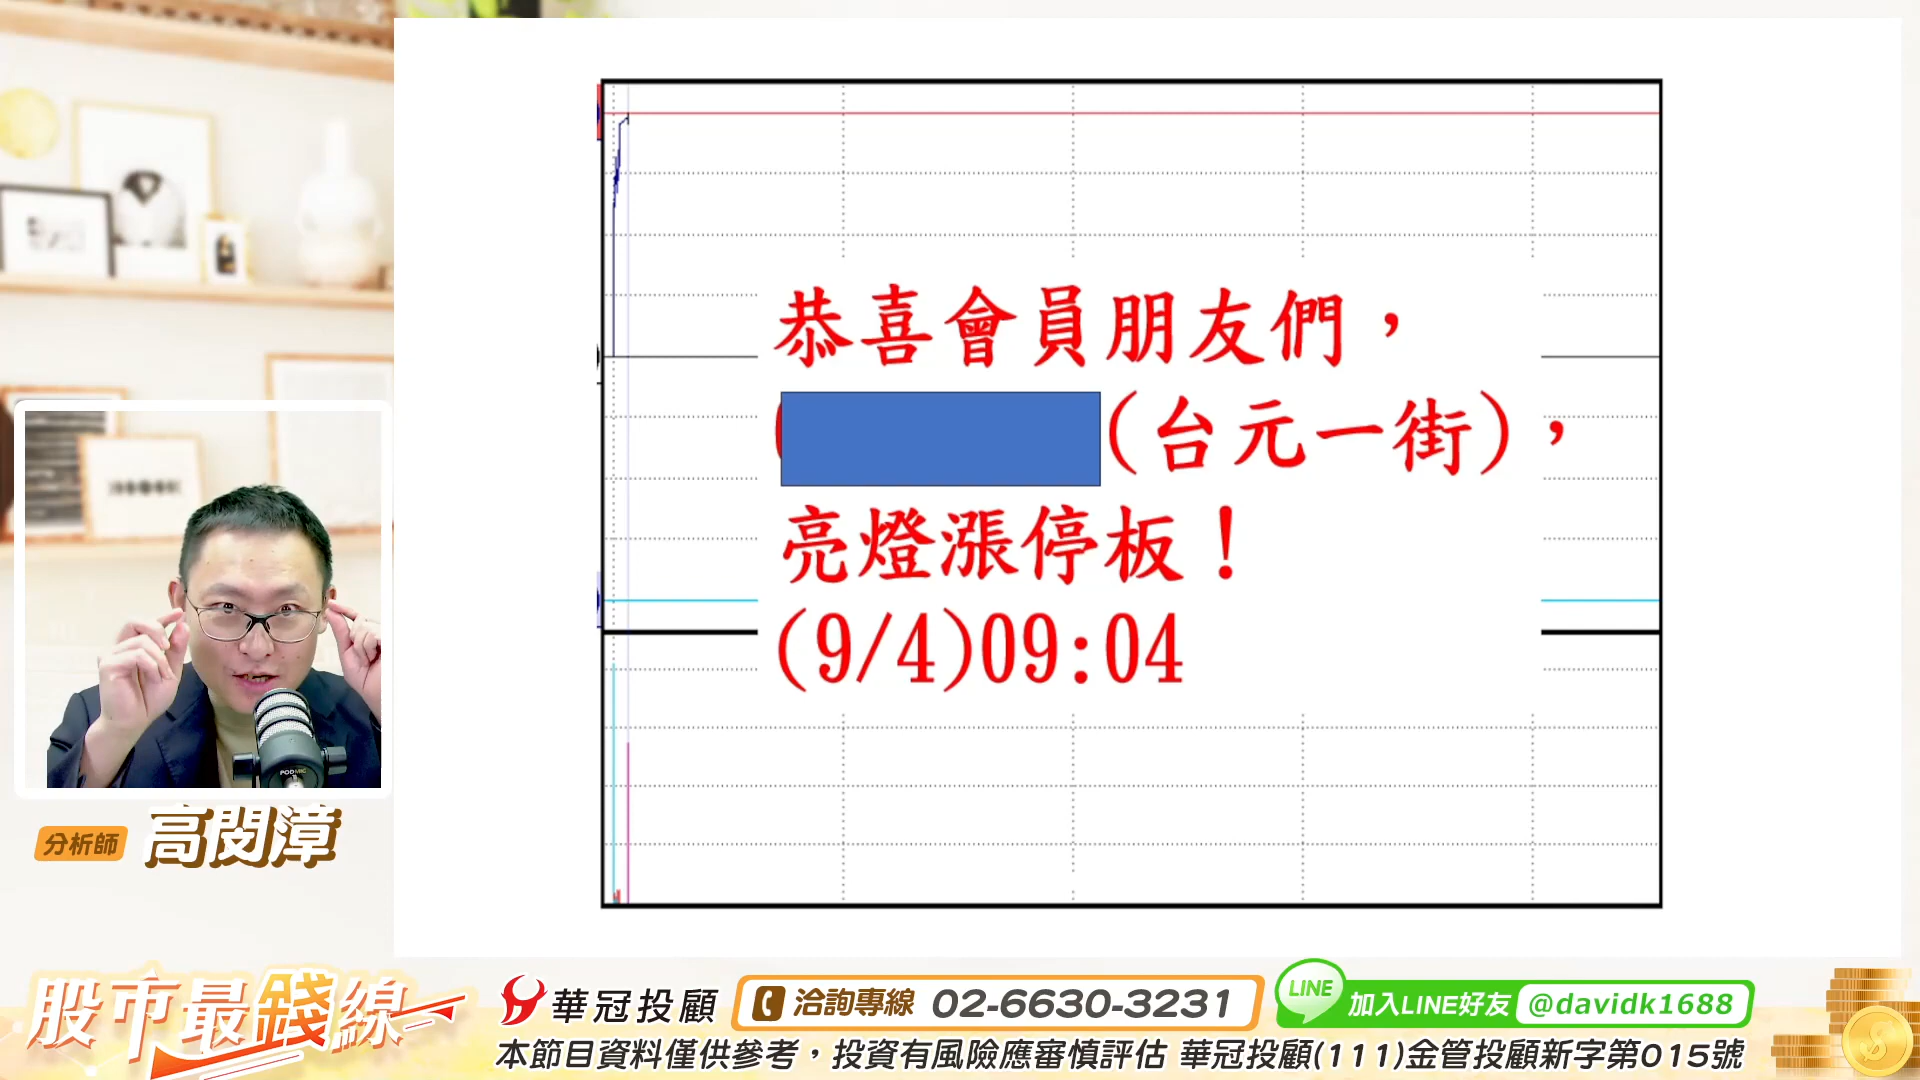 恭喜會員朋友們，
(台元一街)，
亮燈漲停板！
(9/4)09:04
PODMIC
分析師 高閔漳
股市最錢線
華冠投顧 洽詢專線 02-6630-3231 LINE 加入LINE好友 @davidk1688
本節目資料僅供參考，投資有風險應審慎評估 華冠投顧(111)金管投顧新字第015號